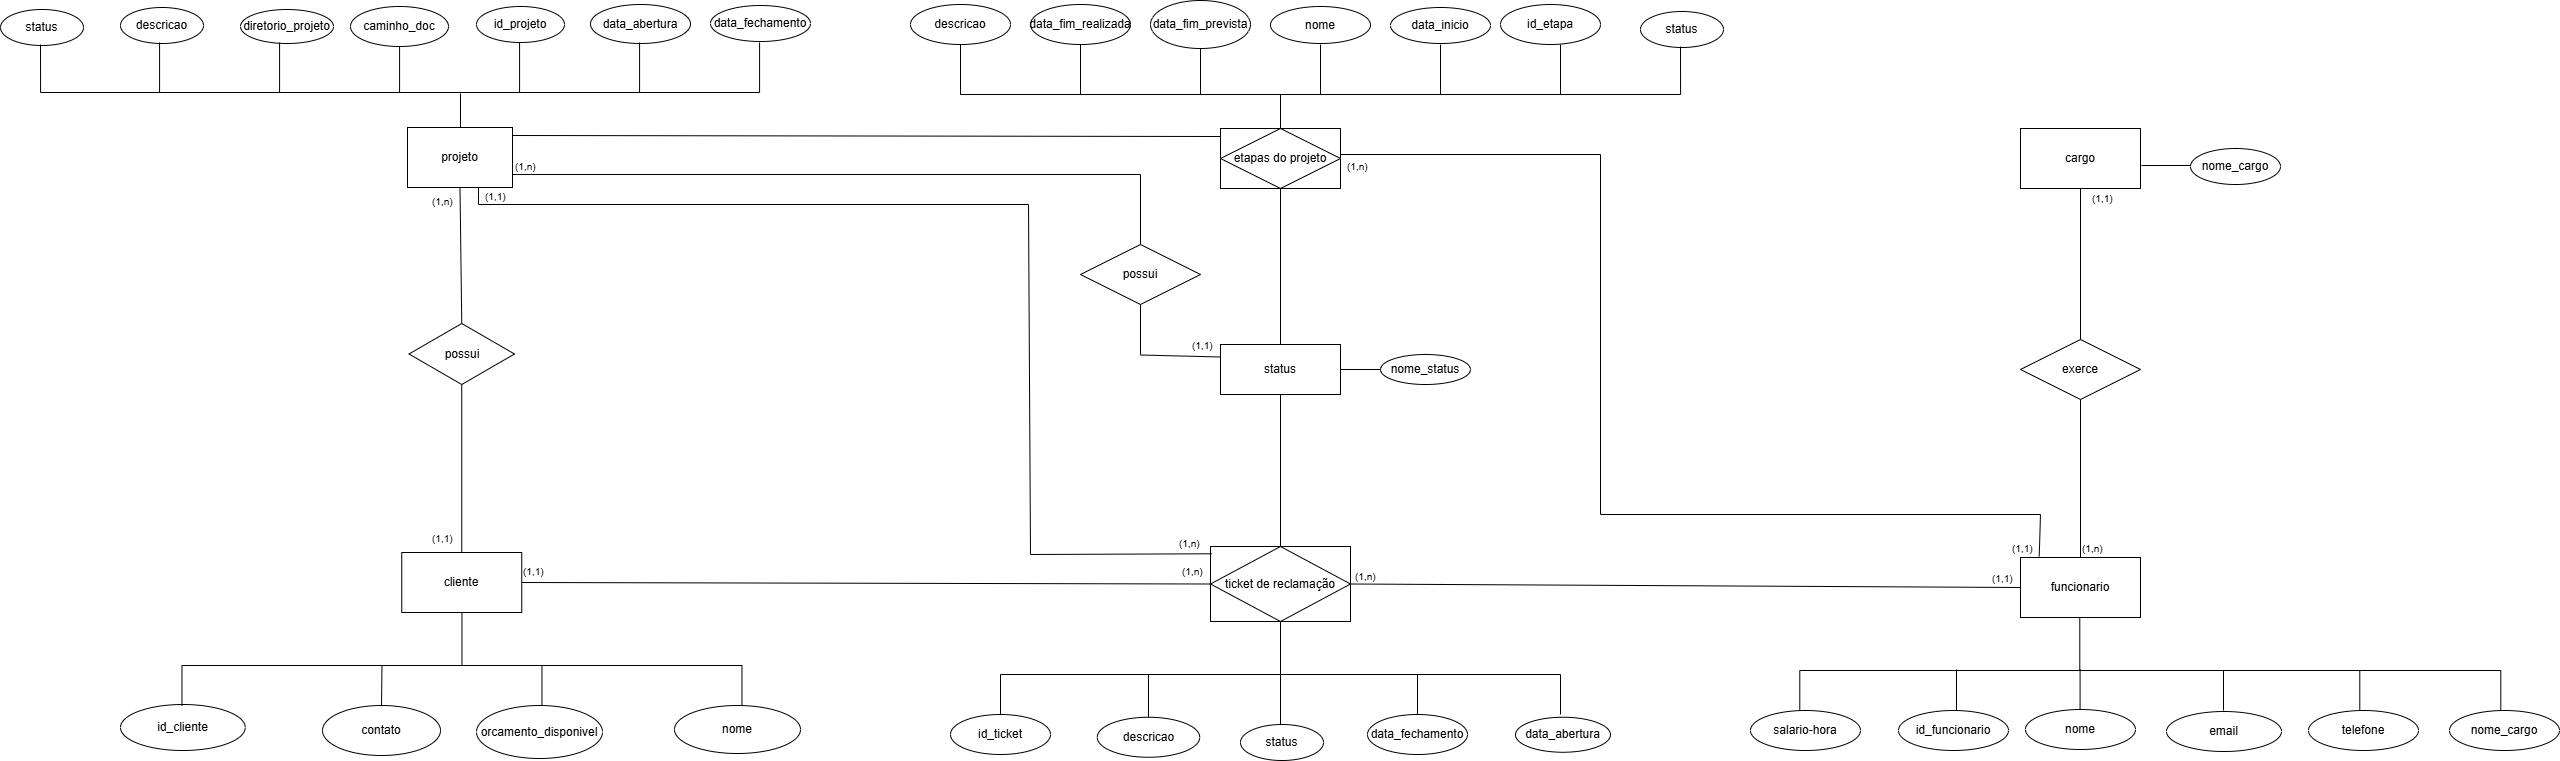 status
descricao
diretorio_projeto
caminho_doc
id_projeto
data_abertura
data_fechamento
descricao
data_fim_realizada
data_fim_prevista
nome
data_inicio
id_etapa
status
projeto
(1,n)
etapas do projeto
(1,n)
cargo
nome_cargo
(1,n)
(1,1)
(1,1)
possui
possui
(1,1)
status
nome_status
exerce
(1,1)
(1,n)
(1,1)
(1,n)
cliente
(1,1)
(1,n)
ticket de reclamação
(1,n)
(1,1)
funcionario
id_cliente
contato
orcamento_disponivel
nome
id_ticket
descricao
status
data_fechamento
data_abertura
salario-hora
id_funcionario
nome
email
telefone
nome_cargo